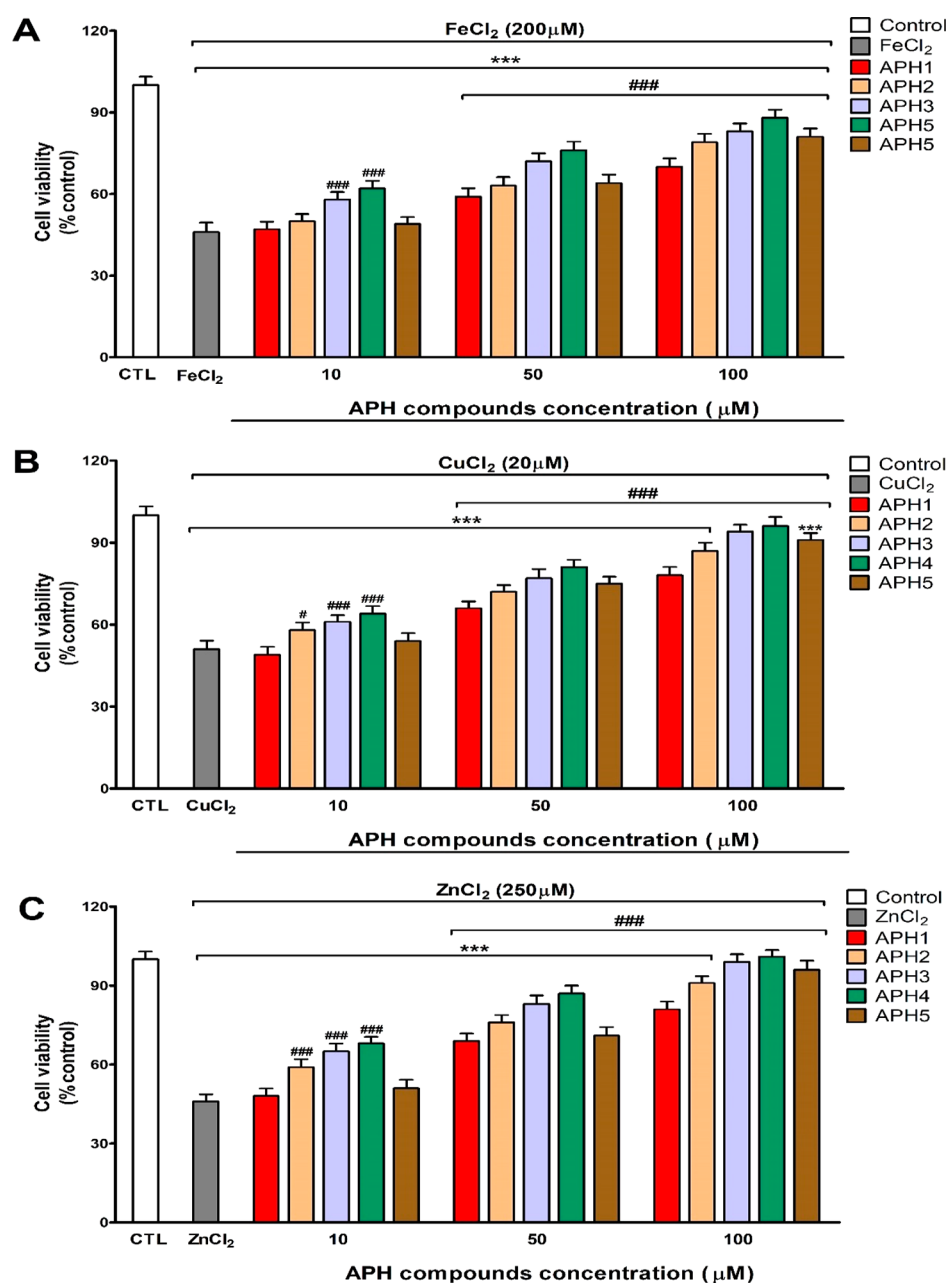 A
FeCl₂ (200μM)
***
###
### ###
120
90
60
30
0
Cell viability
(% control)
CTL FeCl₂ 10 50 100
APH compounds concentration ( μM)
Control
FeCl₂
APH1
APH2
APH3
APH5
APH5
B
CuCl₂ (20μM)
###
***
***
# ### ###
120
90
60
30
0
Cell viability
(% control)
CTL CuCl₂ 10 50 100
APH compounds concentration ( μM)
Control
CuCl₂
APH1
APH2
APH3
APH4
APH5
C
ZnCl₂ (250μM)
###
***
### ### ###
120
90
60
30
0
Cell viability
(% control)
CTL ZnCl₂ 10 50 100
APH compounds concentration ( μM)
Control
ZnCl₂
APH1
APH2
APH3
APH4
APH5